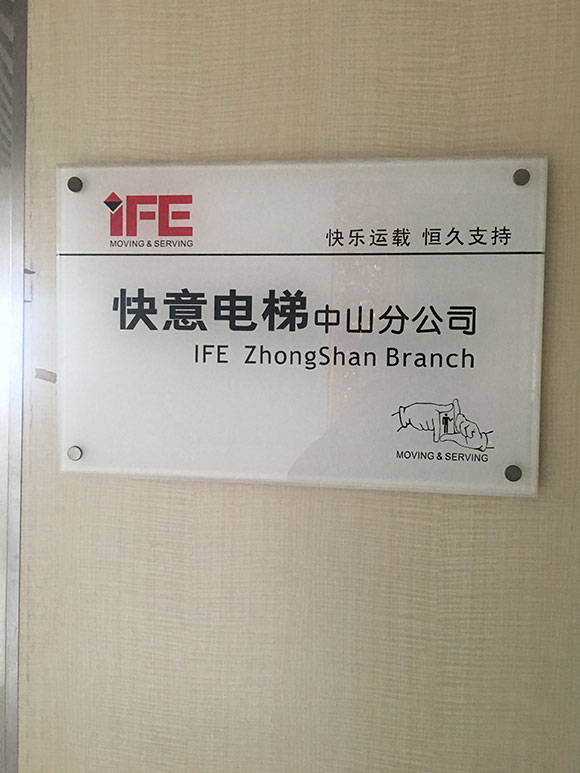 iFE
MOVING & SERVING
快乐运载 恒久支持
快意电梯中山分公司
IFE ZhongShan Branch
MOVING & SERVING